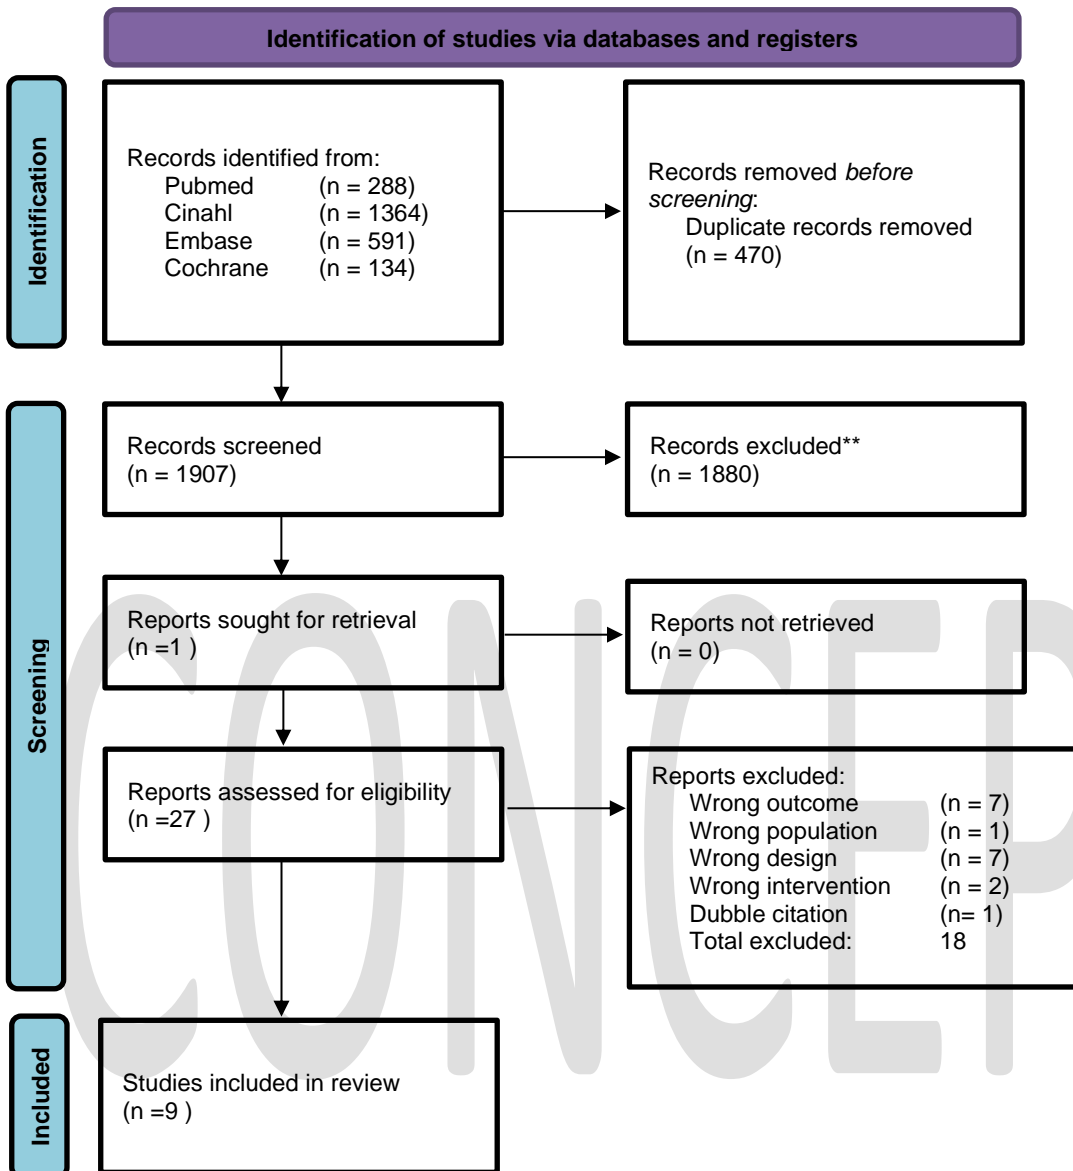 Identification of studies via databases and registers
Identification
Records identified from:
Pubmed (n = 288)
Cinahl (n = 1364)
Embase (n = 591)
Cochrane (n = 134)
Records removed before
screening:
Duplicate records removed
(n = 470)
Screening
Records screened
(n = 1907)
Records excluded**
(n = 1880)
Reports sought for retrieval
(n =1 )
Reports not retrieved
(n = 0)
Reports assessed for eligibility
(n =27 )
Reports excluded:
Wrong outcome (n = 7)
Wrong population (n = 1)
Wrong design (n = 7)
Wrong intervention (n = 2)
Dubble citation (n= 1)
Total excluded: 18
Included
Studies included in review
(n =9 )
CONCEP